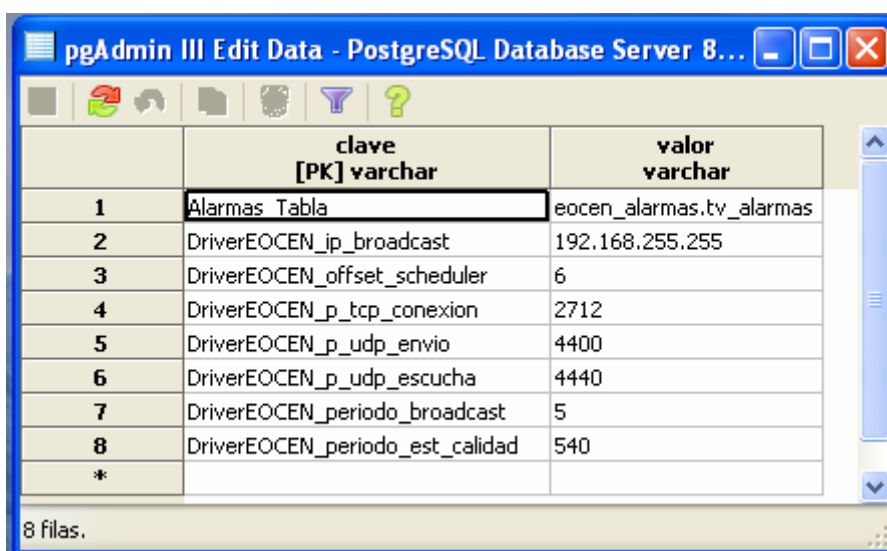 pgAdmin III Edit Data - PostgreSQL Database Server 8...
clave valor
[PK] varchar varchar
1 Alarmas_Tabla eocen_alarmas.tv_alarmas
2 DriverEOCEN_ip_broadcast 192.168.255.255
3 DriverEOCEN_offset_scheduler 6
4 DriverEOCEN_p_tcp_conexion 2712
5 DriverEOCEN_p_udp_envio 4400
6 DriverEOCEN_p_udp_escucha 4440
7 DriverEOCEN_periodo_broadcast 5
8 DriverEOCEN_periodo_est_calidad 540
*
8 filas.